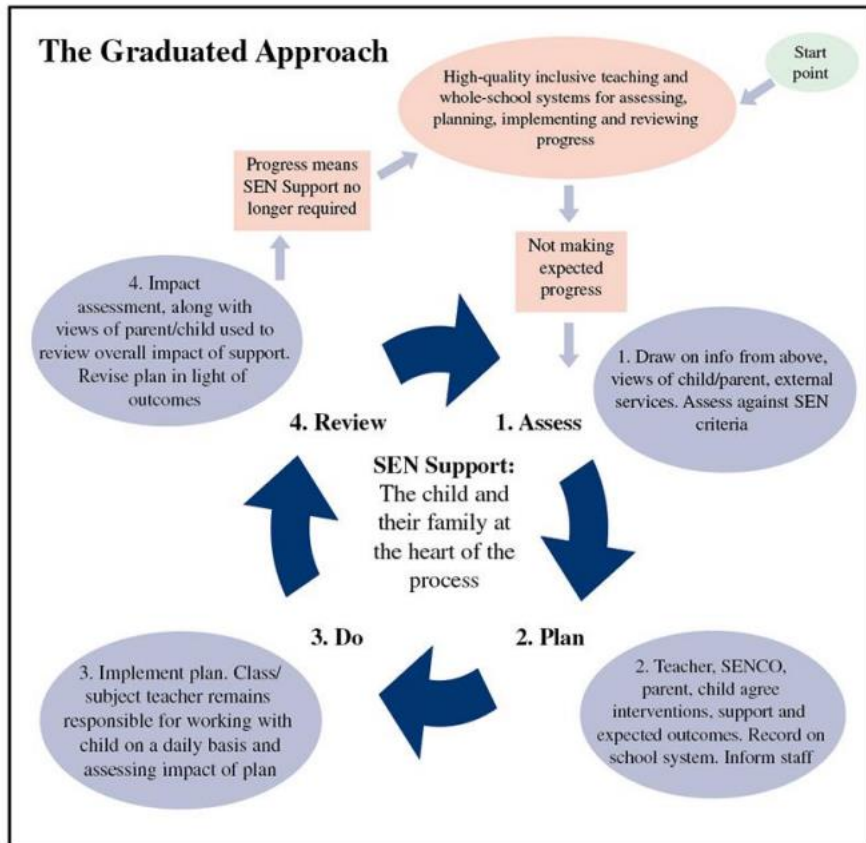 The Graduated Approach
Start
point
High-quality inclusive teaching and
whole-school systems for assessing,
planning, implementing and reviewing
progress
Progress means
SEN Support no
longer required
Not making
expected
progress
4. Impact
assessment, along with
views of parent/child used to
review overall impact of support.
Revise plan in light of
outcomes
1. Draw on info from above,
views of child/parent, external
services. Assess against SEN
criteria
4. Review
1. Assess
SEN Support:
The child and
their family at
the heart of the
process
3. Do
2. Plan
3. Implement plan. Class/
subject teacher remains
responsible for working with
child on a daily basis and
assessing impact of plan
2. Teacher, SENCO,
parent, child agree
interventions, support and
expected outcomes. Record on
school system. Inform staff